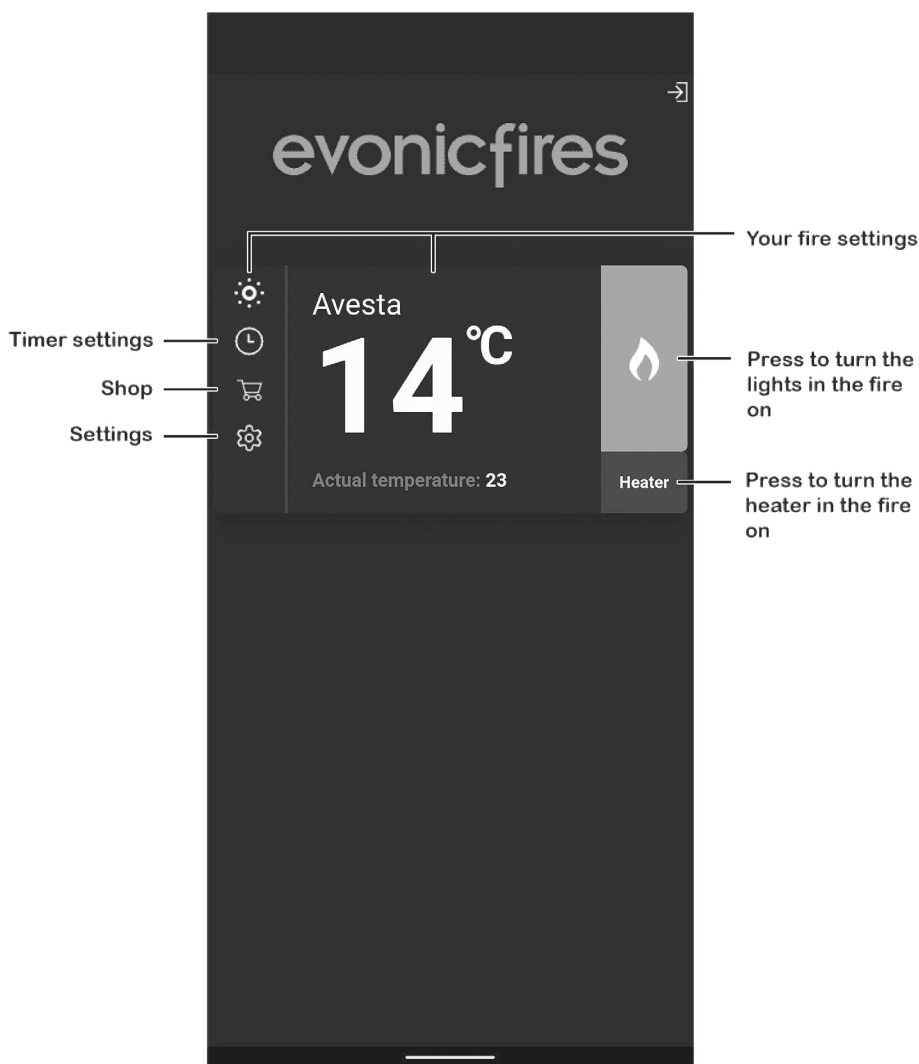 evonicfires
Your fire settings
Avesta
14°C
Timer settings
Shop
Settings
Press to turn the
lights in the fire
on
Actual temperature: 23
Heater
Press to turn the
heater in the fire
on